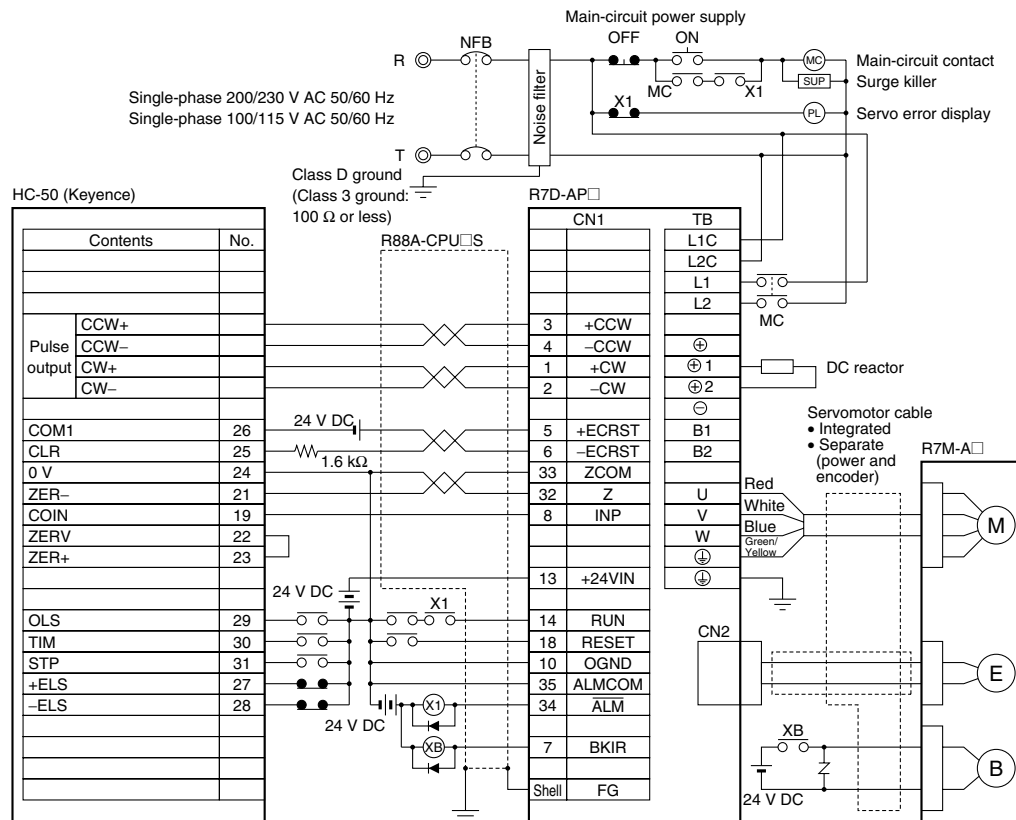 Main-circuit power supply
OFF ON
R NFB
MC Main-circuit contact
MC X1 SUP Surge killer
Single-phase 200/230 V AC 50/60 Hz
Single-phase 100/115 V AC 50/60 Hz
Noise filter
X1 PL Servo error display
T
Class D ground
(Class 3 ground:
100 Ω or less)
HC-50 (Keyence)
R7D-AP□
R88A-CPU□S
CN1 TB
Contents No.
L1C
L2C
L1
L2
MC
Pulse output
CCW+ 3 +CCW
CCW− 4 −CCW ⊕
CW+ 1 +CW ⊕ 1 DC reactor
CW− 2 −CW ⊕ 2
⊖
24 V DC
COM1 26 5 +ECRST B1
CLR 25 1.6 kΩ 6 −ECRST B2
0 V 24 33 ZCOM
ZER− 21 32 Z U Red
COIN 19 8 INP V White
ZERV 22 W Blue
ZER+ 23 Green/
Yellow
Servomotor cable
• Integrated
• Separate
(power and
encoder)
R7M-A□
M
24 V DC 13 +24VIN
X1
OLS 29 14 RUN
TIM 30 18 RESET CN2
STP 31 10 OGND
+ELS 27 35 ALMCOM E
−ELS 28 24 V DC X1 34 A̅L̅M̅
XB 7 BKIR
XB
B
24 V DC
Shell FG